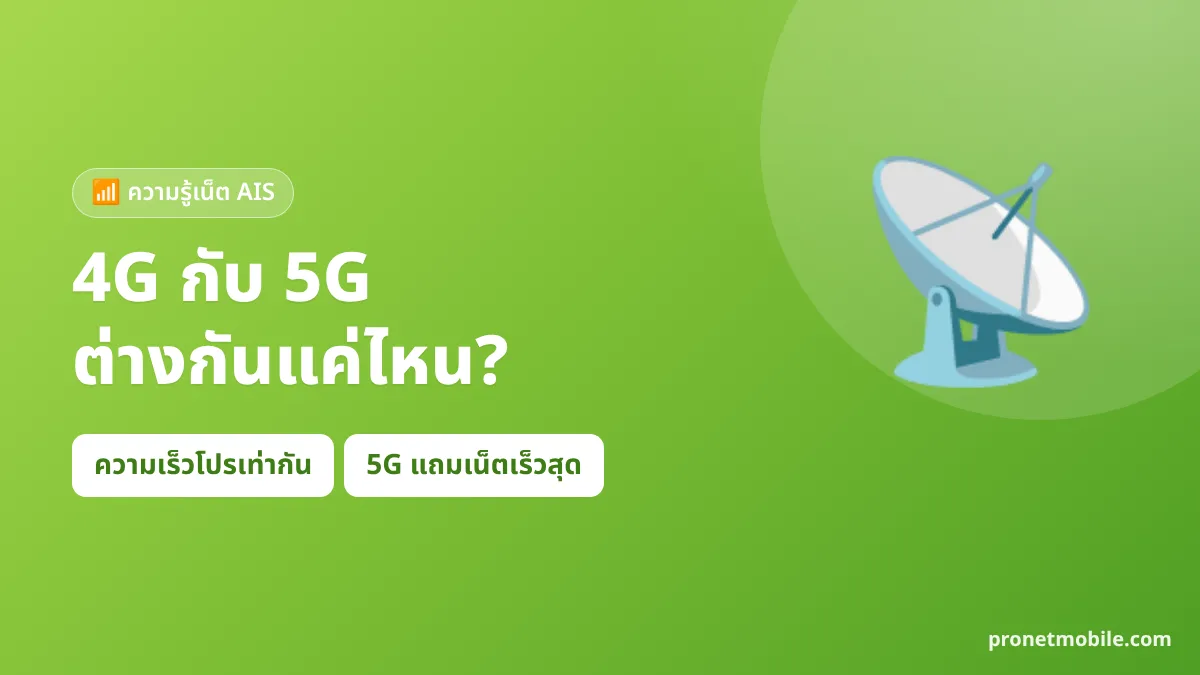 📶 ความรู้เน็ต AIS
4G กับ 5G
ต่างกันแค่ไหน?
ความเร็วโปรเท่ากัน
5G แถมเน็ตเร็วสุด
pronetmobile.com